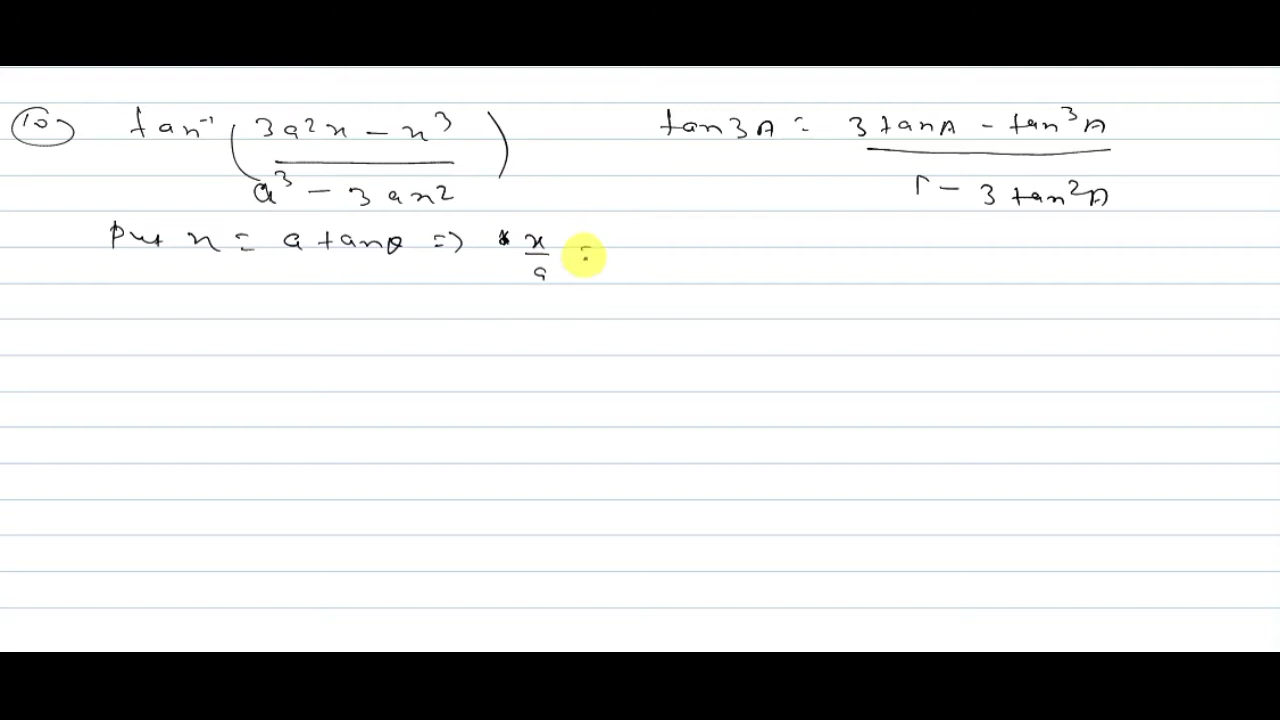 10) tan⁻¹ ( (3a²x - x³) / (a³ - 3ax²) )
tan3A = (3tanA - tan³A) / (1 - 3tan²A)
Put x = a tanθ => x/a =